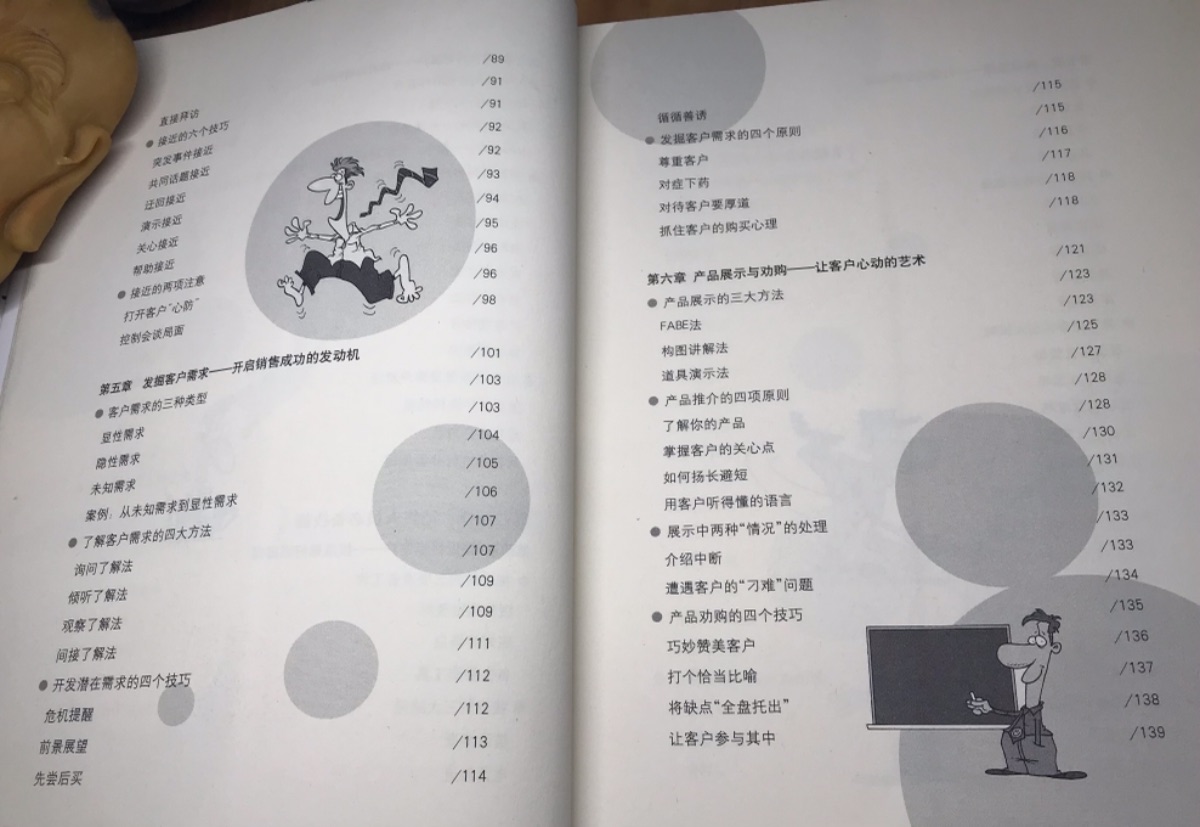 直接拜访 /89
● 接近的六个技巧 /91
突发事件接近 /91
共同话题接近 /92
迂回接近 /92
演示接近 /93
关心接近 /94
帮助接近 /95
● 接近的两项注意 /96
打开客户“心防” /96
控制会谈局面 /98
第五章 发掘客户需求——开启销售成功的发动机 /101
● 客户需求的三种类型 /103
显性需求 /103
隐性需求 /104
未知需求 /105
案例：从未知需求到显性需求 /106
● 了解客户需求的四大方法 /107
询问了解法 /107
倾听了解法 /109
观察了解法 /109
间接了解法 /111
● 开发潜在需求的四个技巧 /112
危机提醒 /112
前景展望 /113
先尝后买 /114
循循善诱 /115
● 发掘客户需求的四个原则 /115
尊重客户 /116
对症下药 /117
对待客户要厚道 /118
抓住客户的购买心理 /118
第六章 产品展示与劝购——让客户心动的艺术 /121
● 产品展示的三大方法 /123
FABE法 /123
构图讲解法 /125
道具演示法 /127
● 产品推介的四项原则 /128
了解你的产品 /128
掌握客户的关心点 /130
如何扬长避短 /131
用客户听得懂的语言 /132
● 展示中两种“情况”的处理 /133
介绍中断 /133
遭遇客户的“刁难”问题 /134
● 产品劝购的四个技巧 /135
巧妙赞美客户 /136
打个恰当比喻 /137
将缺点“全盘托出” /138
让客户参与其中 /139